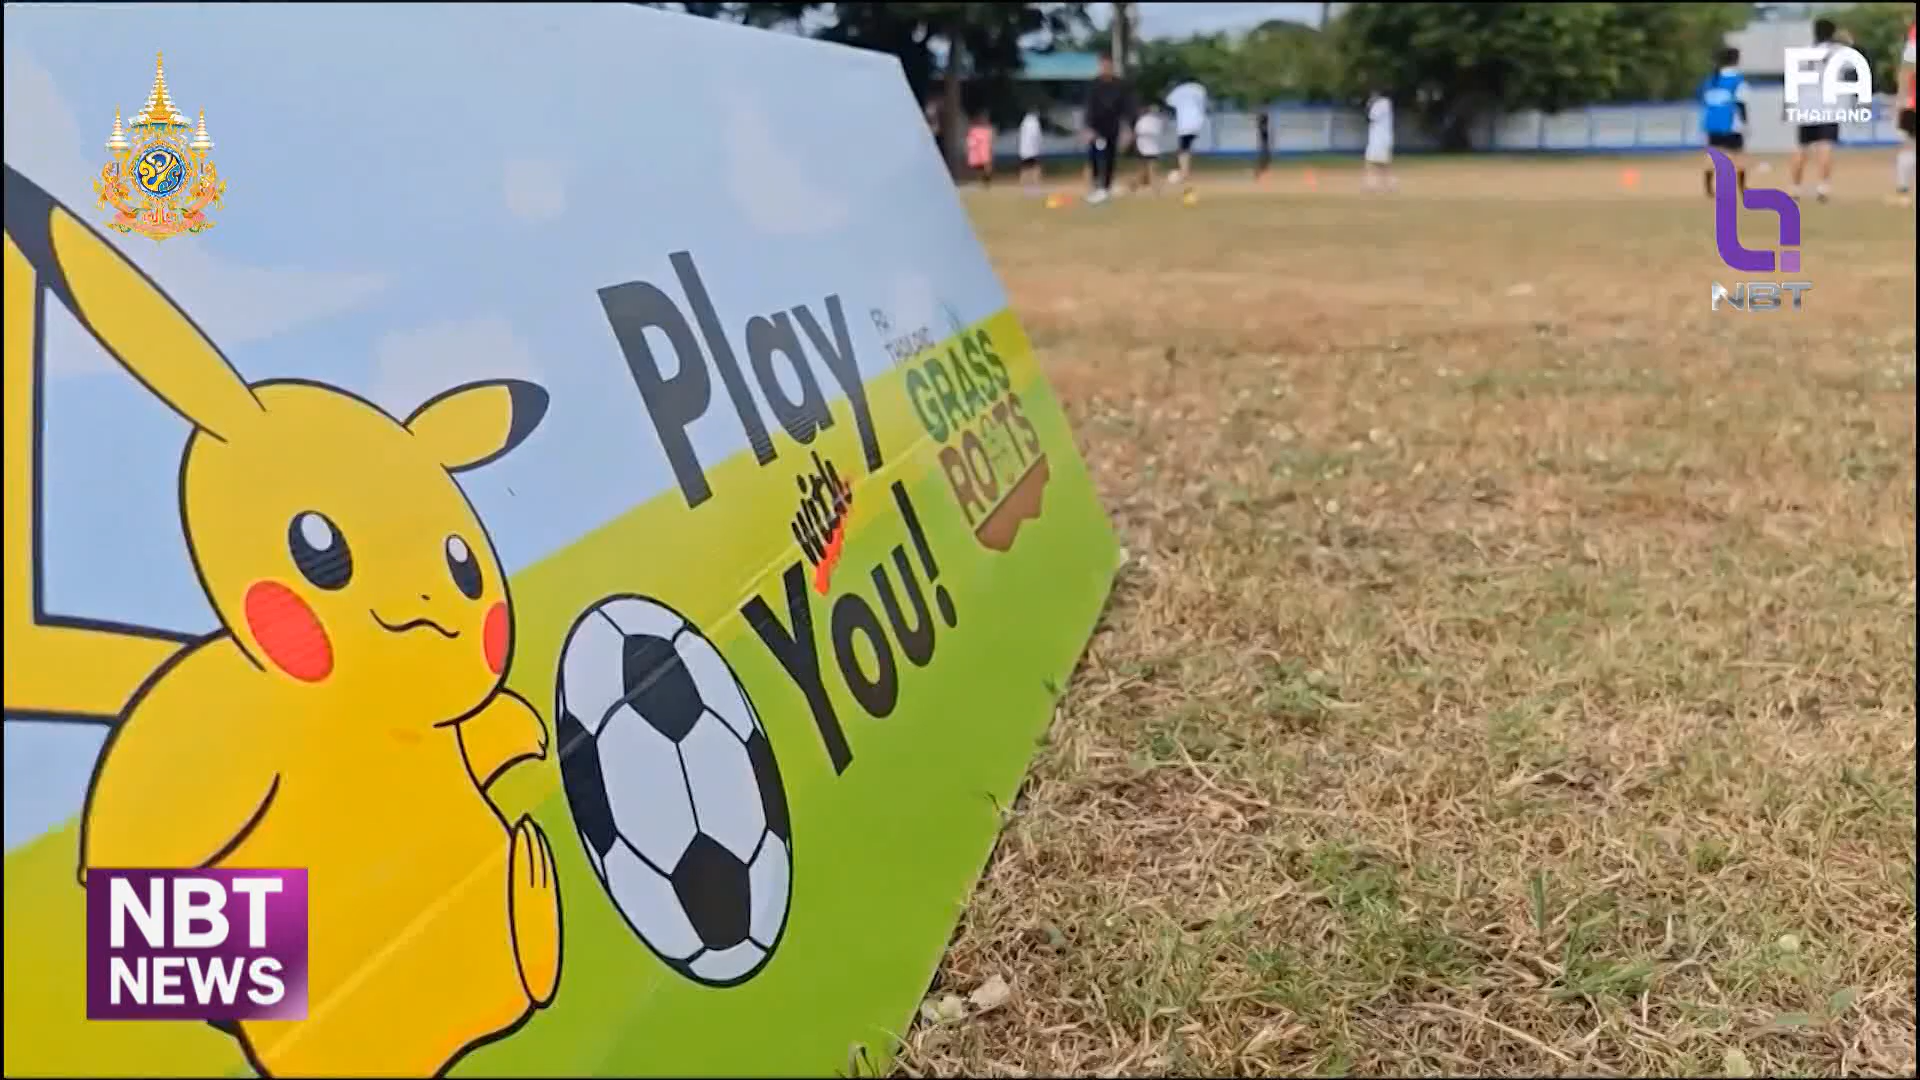 FA
THAILAND
NBT
Play
with
You!
FA
THAILAND
GRASS
ROOTS
NBT
NEWS